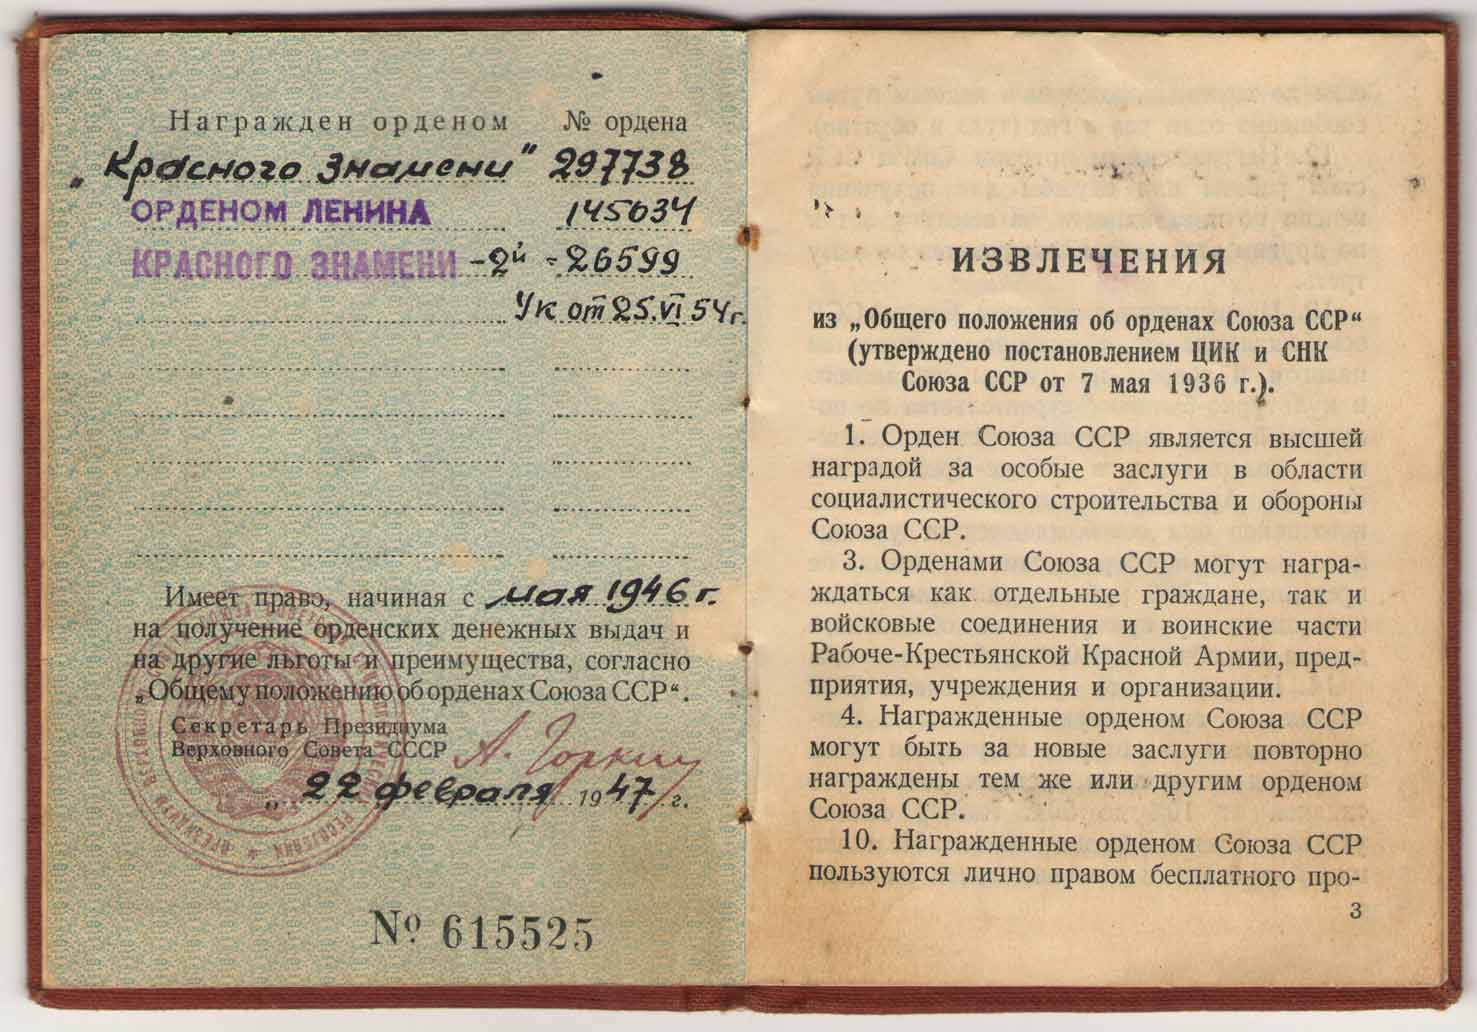 Награжден орденом № ордена
„Красного Знамени" 297738
ОРДЕНОМ ЛЕНИНА 145634
КРАСНОГО ЗНАМЕНИ -2й - 26599
Ук от 25.VI 54 г.
Имеет право, начиная с мая 1946 г.
на получение орденских денежных выдач и
на другие льготы и преимущества, согласно
„Общему положению об орденах Союза ССР“.
Секретарь Президиума
Верховного Совета СССР А. Горкин
„ 22 февраля 1947 г.
№ 615525
ИЗВЛЕЧЕНИЯ
из „Общего положения об орденах Союза ССР“
(утверждено постановлением ЦИК и СНК
Союза ССР от 7 мая 1936 г.).
1. Орден Союза ССР является высшей
наградой за особые заслуги в области
социалистического строительства и обороны
Союза ССР.
3. Орденами Союза ССР могут награ-
ждаться как отдельные граждане, так и
войсковые соединения и воинские части
Рабоче-Крестьянской Красной Армии, пред-
приятия, учреждения и организации.
4. Награжденные орденом Союза ССР
могут быть за новые заслуги повторно
награждены тем же или другим орденом
Союза ССР.
10. Награжденные орденом Союза ССР
пользуются лично правом бесплатного про-
3